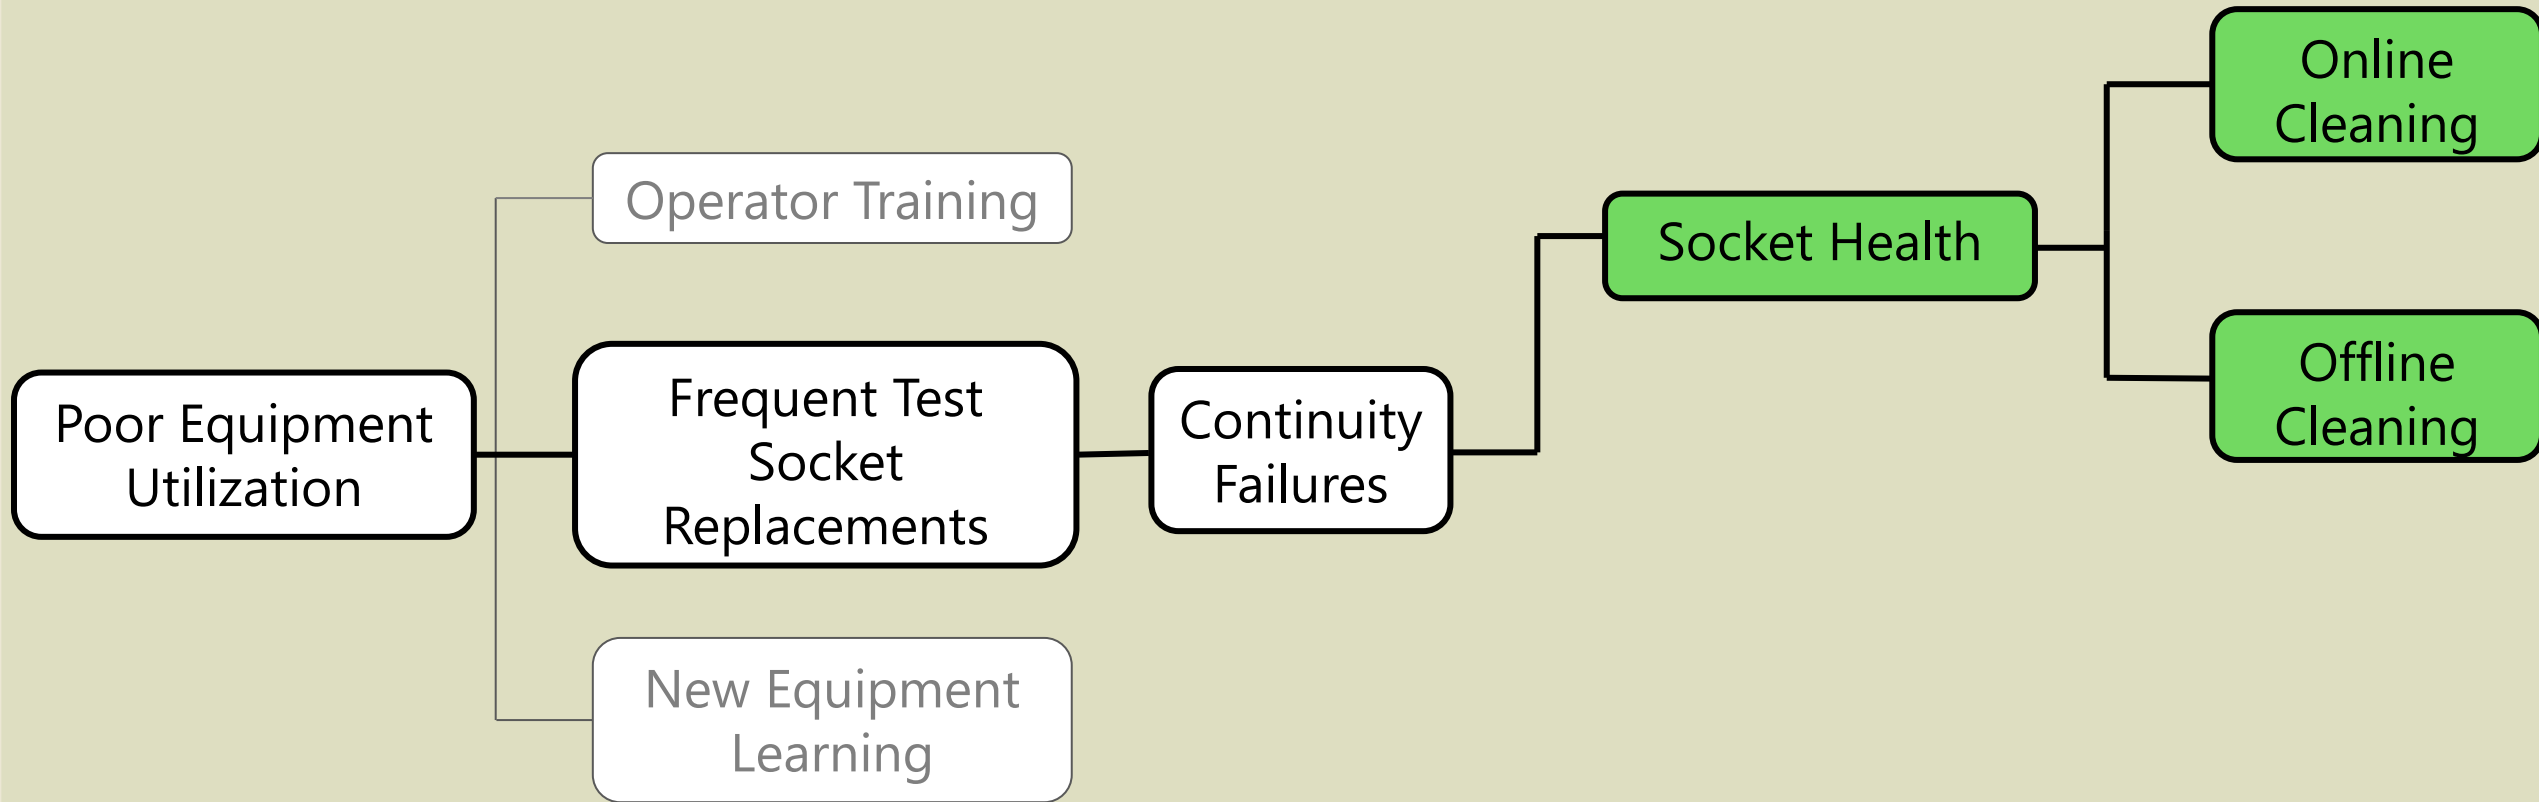 Poor Equipment
Utilization
Operator Training
Frequent Test
Socket
Replacements
New Equipment
Learning
Continuity
Failures
Socket Health
Online
Cleaning
Offline
Cleaning